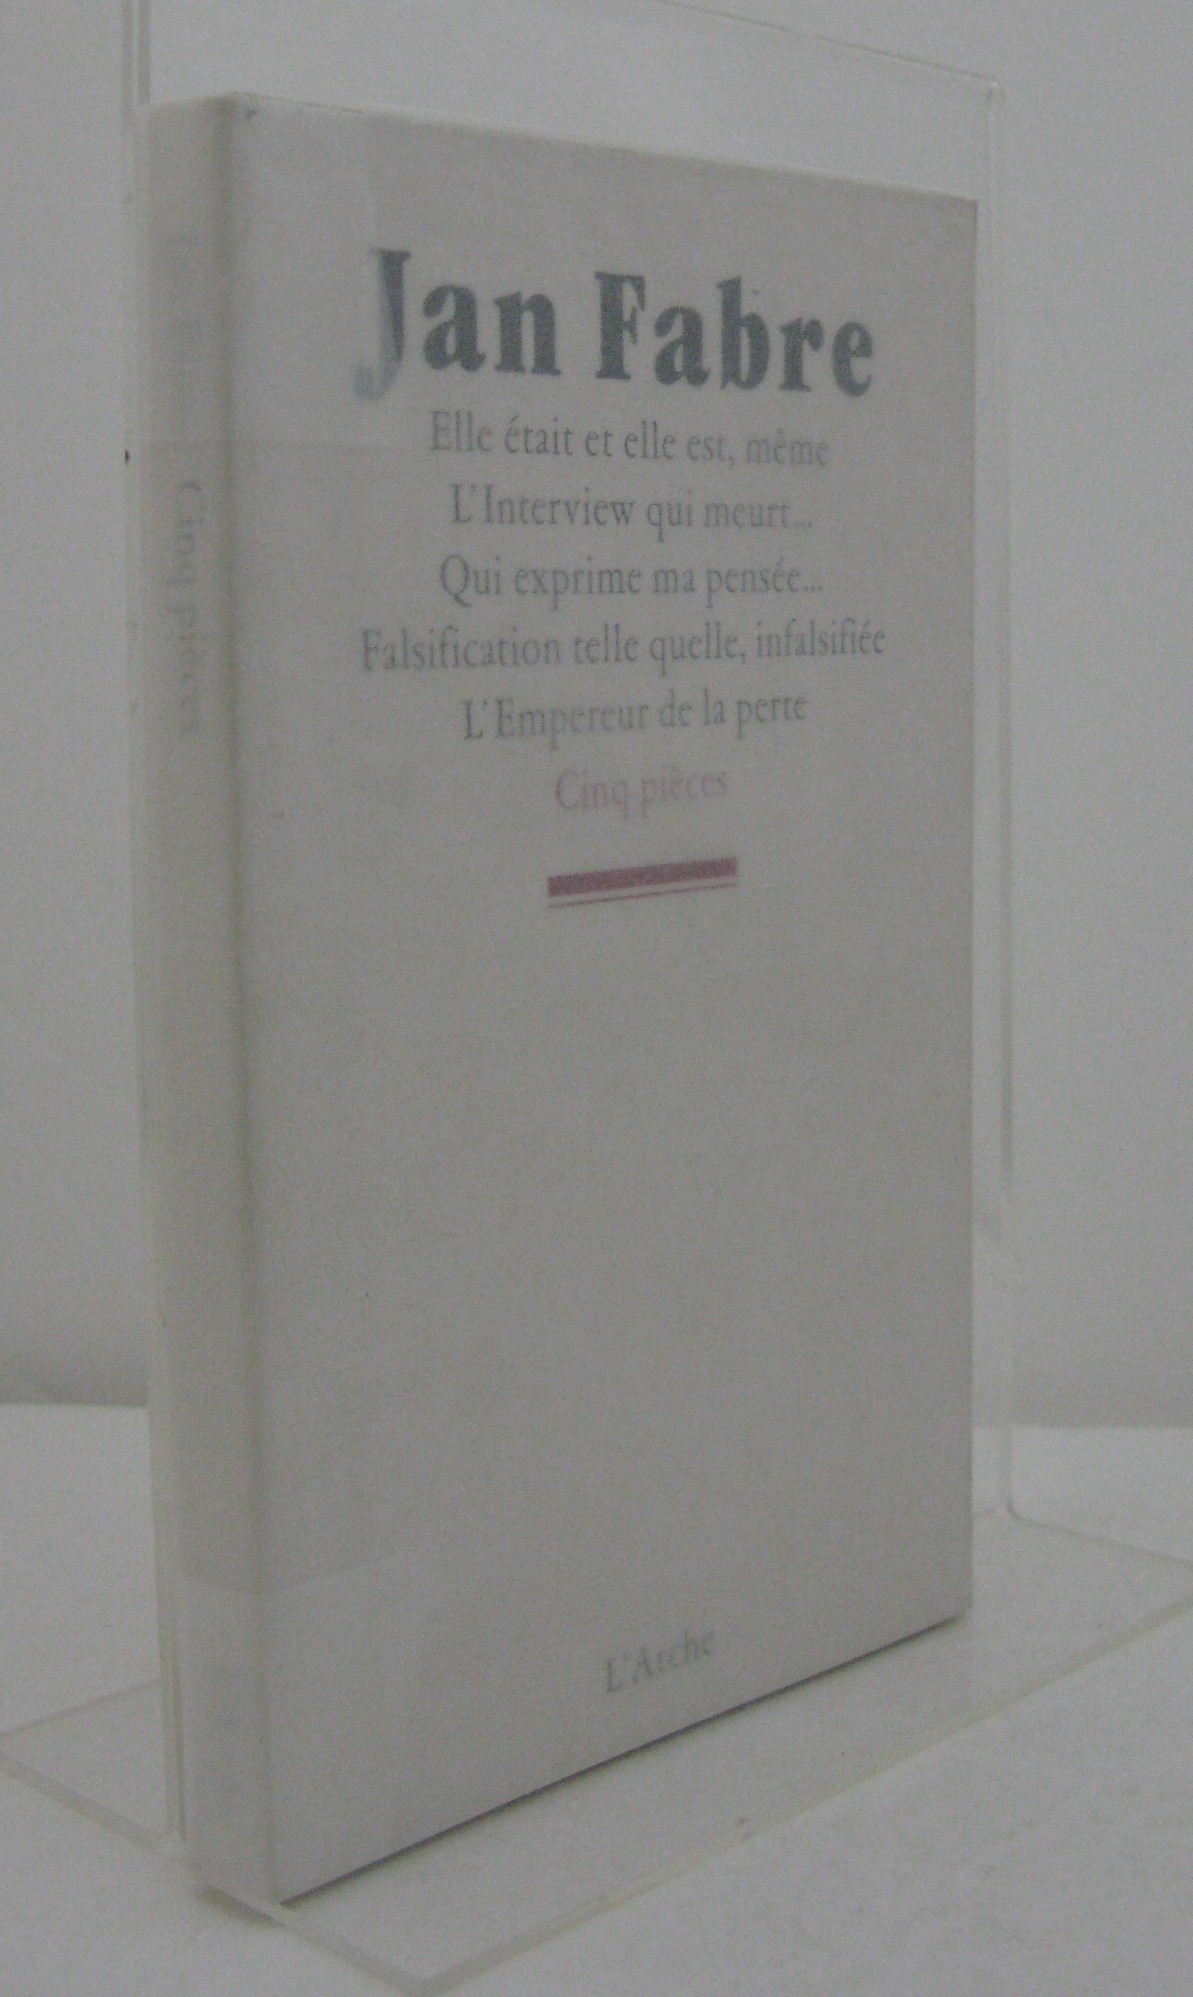 Jan Fabre
Elle était et elle est, même
L'Interview qui meurt...
Qui exprime ma pensée...
Falsification telle quelle, infalsifiée
L'Empereur de la perte
Cinq pièces
L'Arche
Cinq pièces